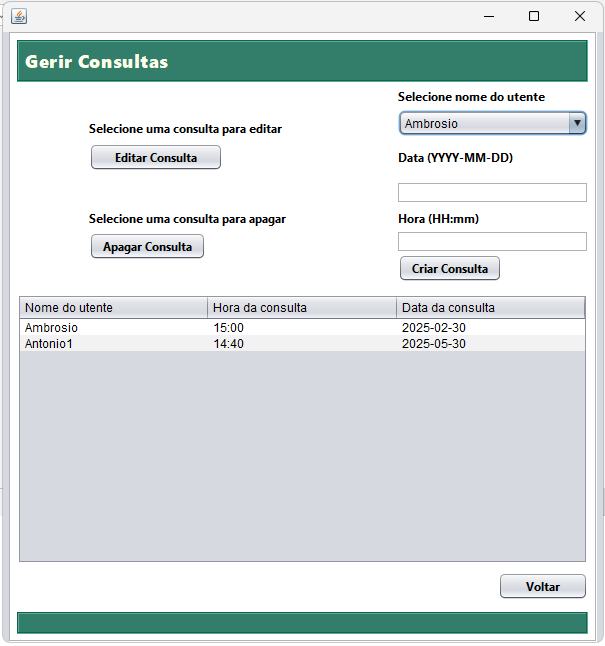 Gerir Consultas
Selecione nome do utente
Ambrosio
Selecione uma consulta para editar
Editar Consulta
Data (YYYY-MM-DD)
Selecione uma consulta para apagar
Apagar Consulta
Hora (HH:mm)
Criar Consulta
Nome do utente Hora da consulta Data da consulta
Ambrosio 15:00 2025-02-30
Antonio1 14:40 2025-05-30
Voltar